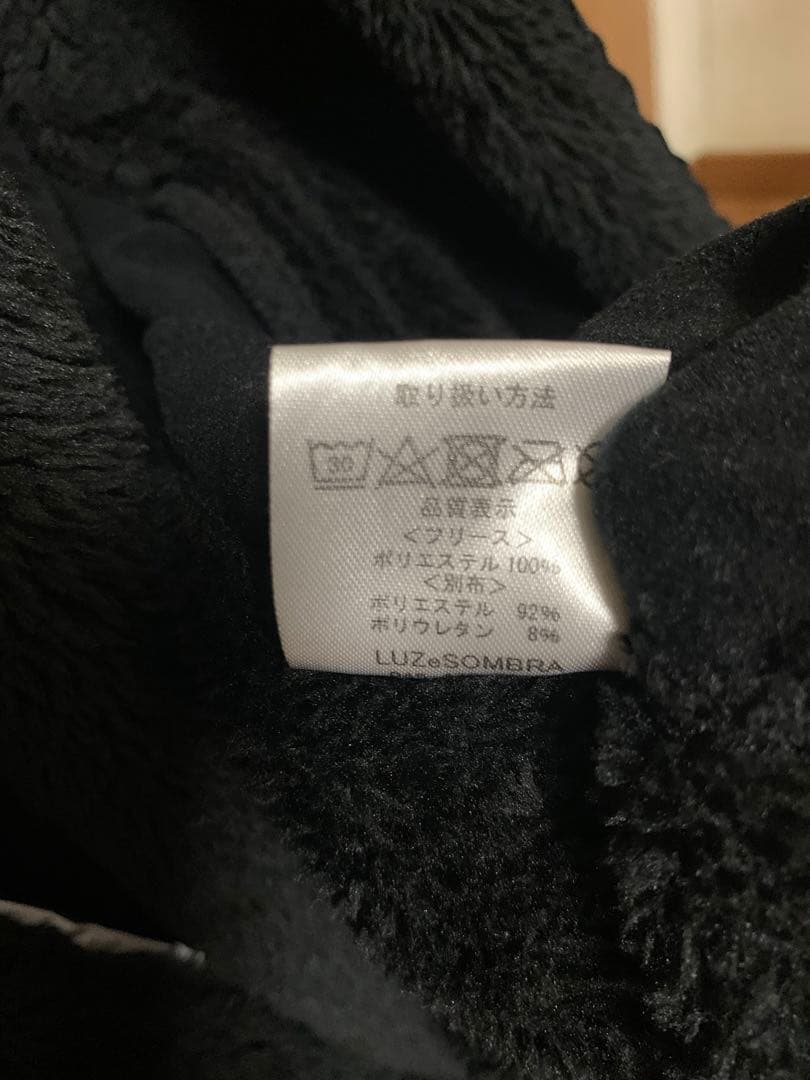 取り扱い方法
30
品質表示
<フリース>
ポリエステル 100%
<別布>
ポリエステル 92%
ポリウレタン 8%
LUZeSOMBRA